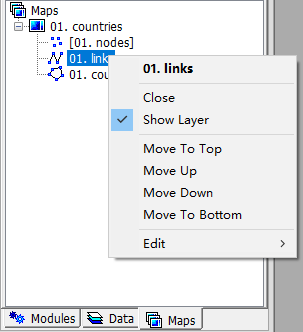 Maps
01. countries
[01. nodes]
01. link
01. cou
01. links
Close
Show Layer
Move To Top
Move Up
Move Down
Move To Bottom
Edit
Modules
Data
Maps